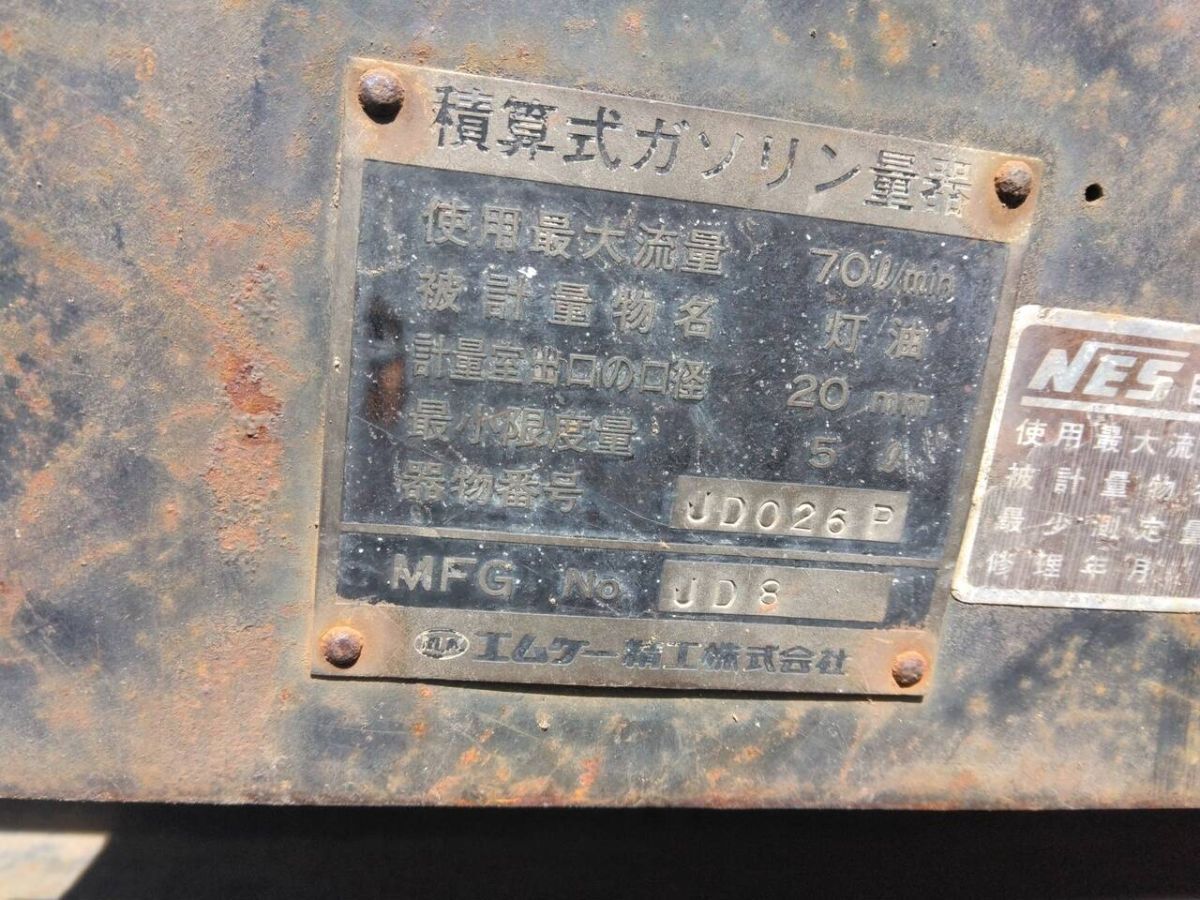 積算式ガソリン量器
使用最大流量 70ℓ/min
被計量物名 灯油
計量室出口の口径 20 mm
最小限度量 5 ℓ
器物番号 JD026P
MFG No JD8
エムケー精工株式会社
NES
使用最大流
被計量物
最少測定量
修理年月